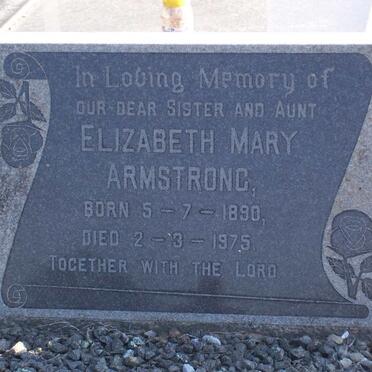 In Loving Memory of
OUR DEAR SISTER AND AUNT
ELIZABETH MARY
ARMSTRONG,
BORN 5 - 7 - 1890,
DIED 2 - 3 - 1975.
TOGETHER WITH THE LORD